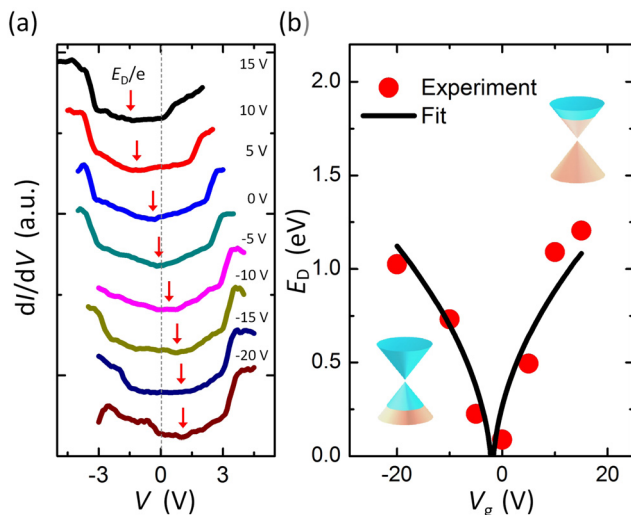 (a)
dI/dV (a.u.)
E_D/e
15 V
10 V
5 V
0 V
-5 V
-10 V
-15 V
-20 V
-3
0
3
V (V)
(b)
E_D (eV)
2.0
1.5
1.0
0.5
0.0
Experiment
Fit
-20
0
20
V_g (V)